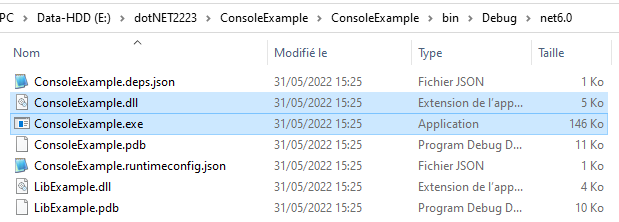 PC > Data-HDD (E:) > dotNET2223 > ConsoleExample > ConsoleExample > bin > Debug > net6.0
Nom Modifié le Type Taille
ConsoleExample.deps.json 31/05/2022 15:25 Fichier JSON 1 Ko
ConsoleExample.dll 31/05/2022 15:25 Extension de l'app... 5 Ko
ConsoleExample.exe 31/05/2022 15:25 Application 146 Ko
ConsoleExample.pdb 31/05/2022 15:25 Program Debug D... 11 Ko
ConsoleExample.runtimeconfig.json 31/05/2022 15:25 Fichier JSON 1 Ko
LibExample.dll 31/05/2022 15:25 Extension de l'app... 4 Ko
LibExample.pdb 31/05/2022 15:25 Program Debug D... 10 Ko